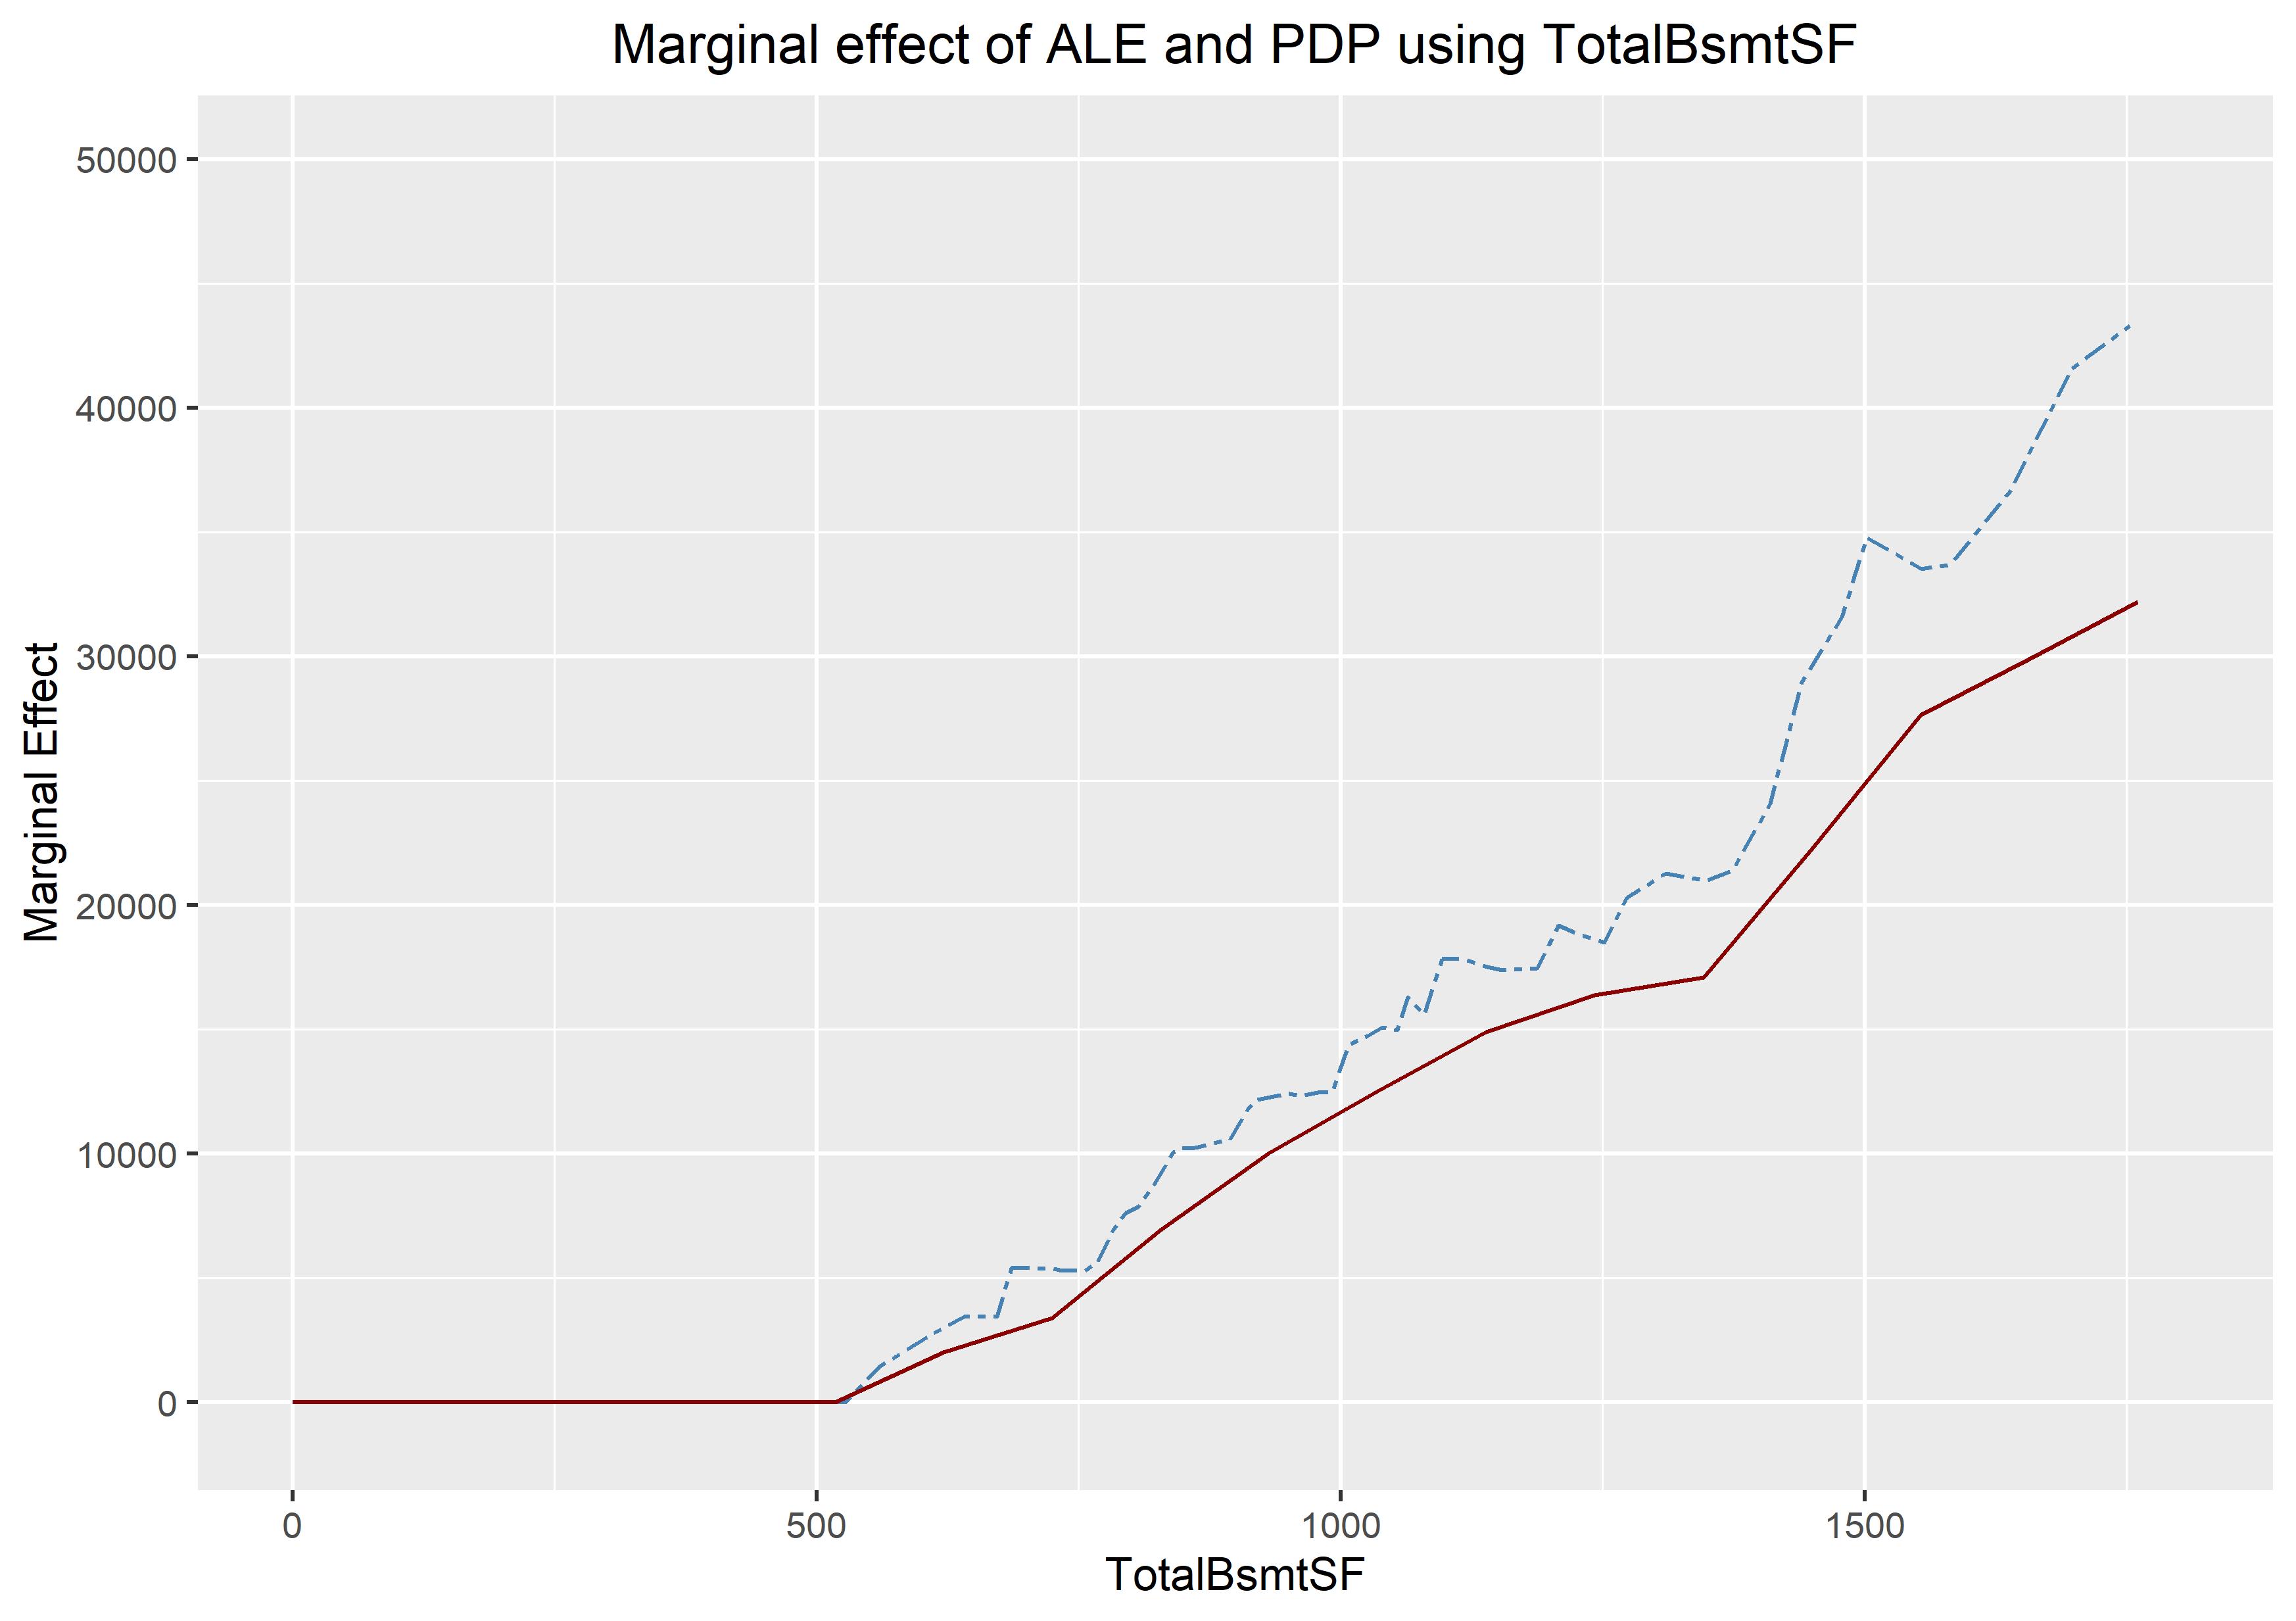 Marginal effect of ALE and PDP using TotalBsmtSF
50000
40000
30000
20000
10000
0
Marginal Effect
0 500 1000 1500
TotalBsmtSF